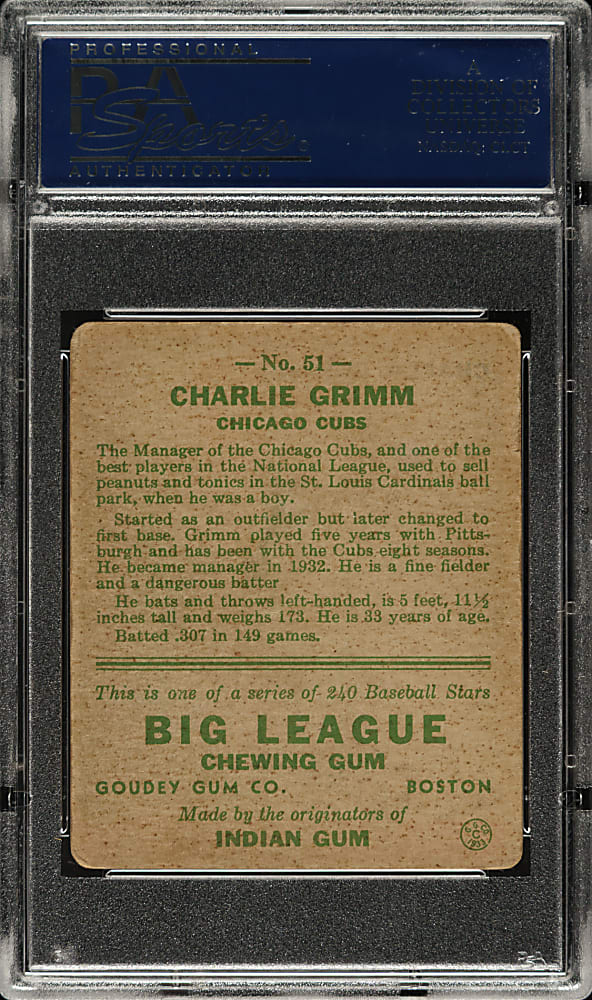 PROFESSIONAL
PSA
Sports
AUTHENTICATOR
A
DIVISION OF
COLLECTORS
UNIVERSE
NASDAQ: CLCT
— No. 51 —
CHARLIE GRIMM
CHICAGO CUBS
The Manager of the Chicago Cubs, and one of the
best players in the National League, used to sell
peanuts and tonics in the St. Louis Cardinals ball
park, when he was a boy.
Started as an outfielder but later changed to
first base. Grimm played five years with Pitts-
burgh and has been with the Cubs eight seasons.
He became manager in 1932. He is a fine fielder
and a dangerous batter
He bats and throws left-handed, is 5 feet, 11½
inches tall and weighs 173. He is 33 years of age.
Batted .307 in 149 games.
This is one of a series of 240 Baseball Stars
BIG LEAGUE
CHEWING GUM
GOUDEY GUM CO. BOSTON
Made by the originators of
INDIAN GUM
G. G. CO.
C
1933
PSA